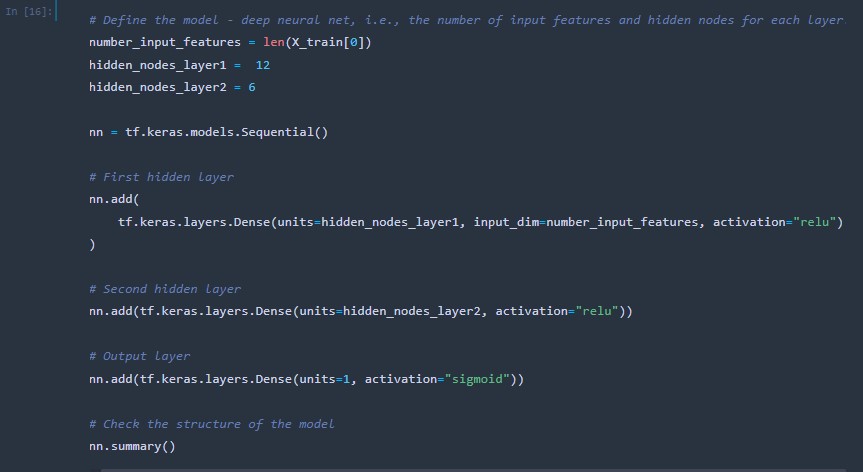 In [16]:
# Define the model - deep neural net, i.e., the number of input features and hidden nodes for each layer.
number_input_features = len(X_train[0])
hidden_nodes_layer1 =  12
hidden_nodes_layer2 = 6

nn = tf.keras.models.Sequential()

# First hidden layer
nn.add(
    tf.keras.layers.Dense(units=hidden_nodes_layer1, input_dim=number_input_features, activation="relu")
)

# Second hidden layer
nn.add(tf.keras.layers.Dense(units=hidden_nodes_layer2, activation="relu"))

# Output layer
nn.add(tf.keras.layers.Dense(units=1, activation="sigmoid"))

# Check the structure of the model
nn.summary()